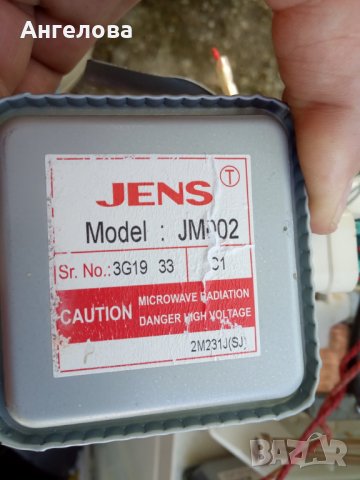 Ангелова
JENS T
Model : JM002
Sr. No.: 3G19 33 C1
CAUTION
MICROWAVE RADIATION
DANGER HIGH VOLTAGE
2M231J(SJ)
BAZAR